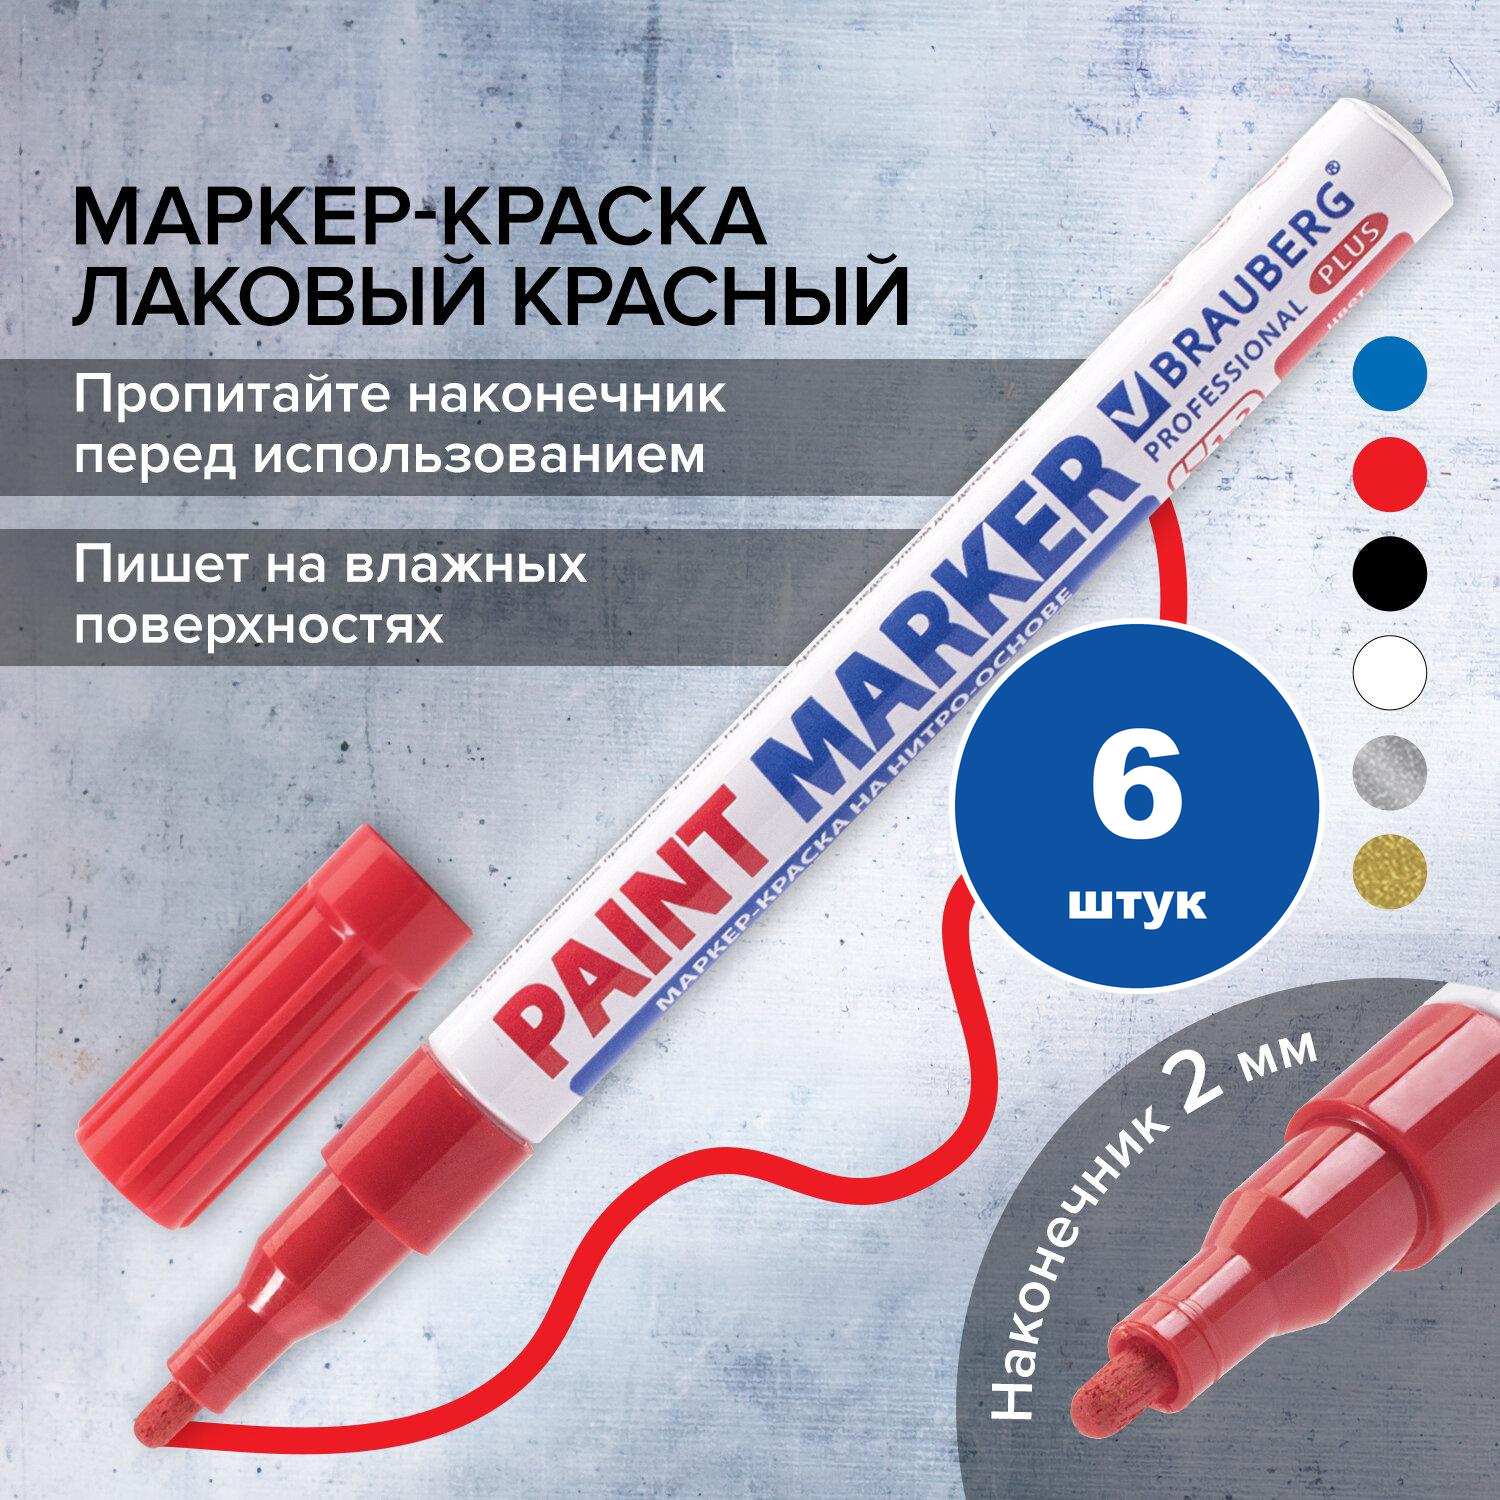 МАРКЕР-КРАСКА
ЛАКОВЫЙ КРАСНЫЙ
Пропитайте наконечник
перед использованием
Пишет на влажных
поверхностях
BRAUBERG®
PROFESSIONAL PLUS
ЦВЕТ
PAINT MARKER
МАРКЕР-КРАСКА НА НИТРО-ОСНОВЕ
6
штук
Наконечник 2 мм